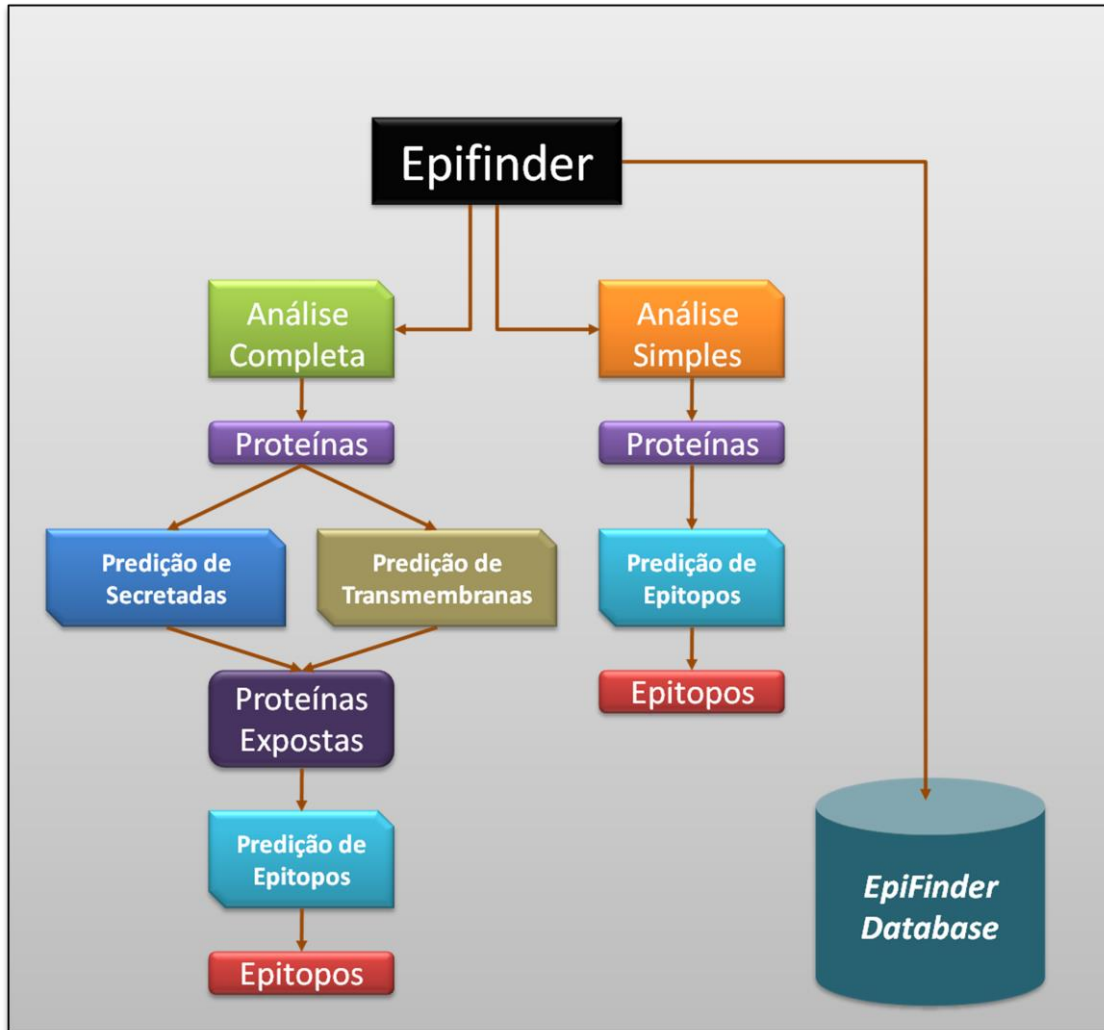 Epifinder
Análise
Completa
Análise
Simples
Proteínas
Proteínas
Predição de
Secretadas
Predição de
Transmembranas
Predição de
Epitopos
Proteínas
Expostas
Epitopos
Predição de
Epitopos
EpiFinder
Database
Epitopos